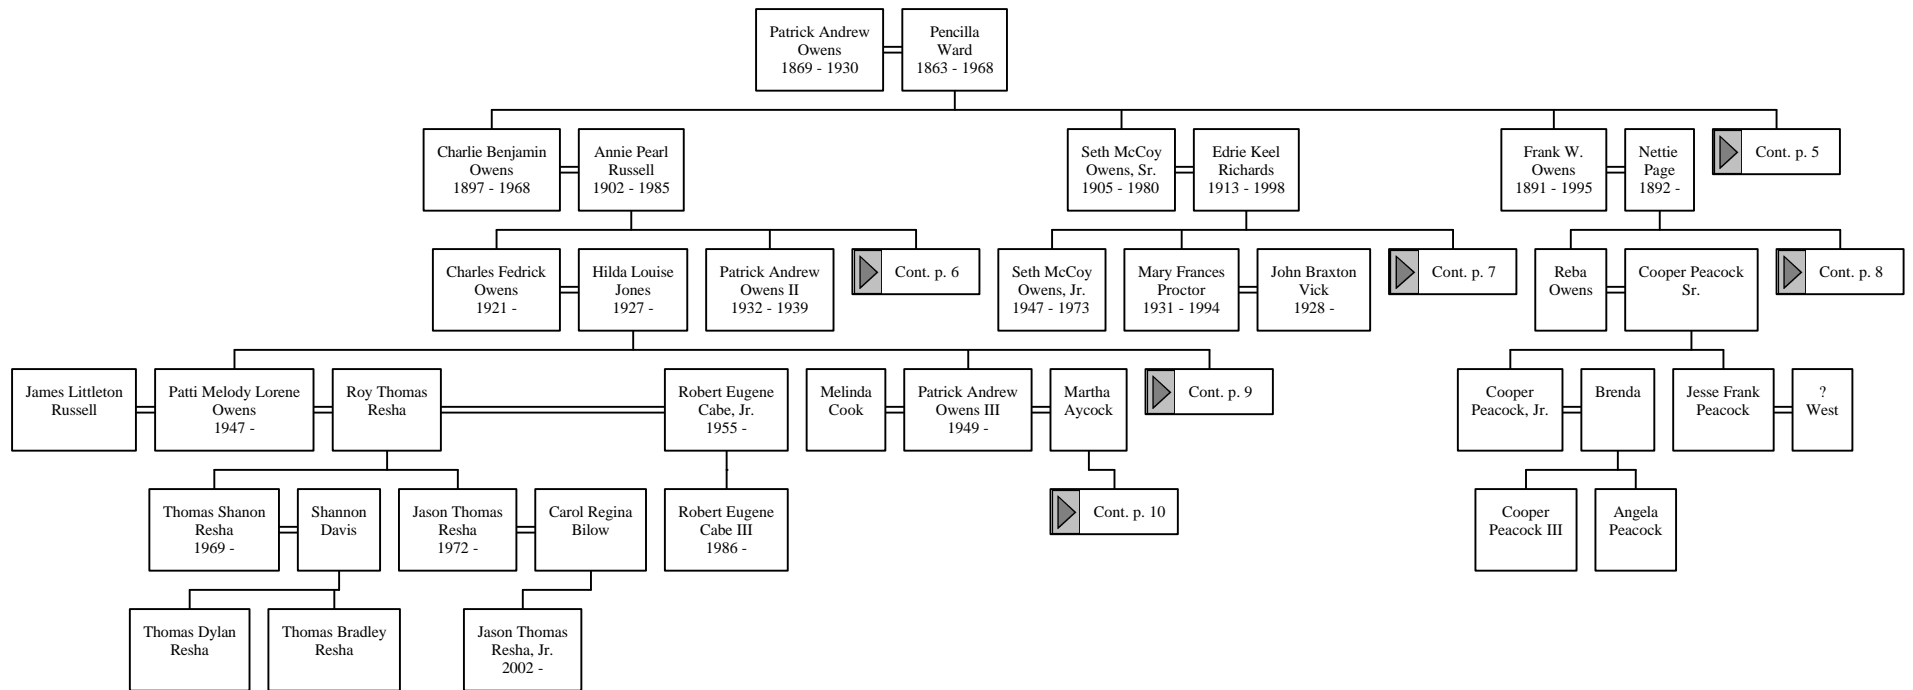 Patrick Andrew
Owens
1869 - 1930
Pencilla
Ward
1863 - 1968
Charlie Benjamin
Owens
1897 - 1968
Annie Pearl
Russell
1902 - 1985
Seth McCoy
Owens, Sr.
1905 - 1980
Edrie Keel
Richards
1913 - 1998
Frank W.
Owens
1891 - 1995
Nettie
Page
1892 -
Cont. p. 5
Charles Fedrick
Owens
1921 -
Hilda Louise
Jones
1927 -
Patrick Andrew
Owens II
1932 - 1939
Cont. p. 6
Seth McCoy
Owens, Jr.
1947 - 1973
Mary Frances
Proctor
1931 - 1994
John Braxton
Vick
1928 -
Cont. p. 7
Reba
Owens
Cooper Peacock
Sr.
Cont. p. 8
James Littleton
Russell
Patti Melody Lorene
Owens
1947 -
Roy Thomas
Resha
Robert Eugene
Cabe, Jr.
1955 -
Melinda
Cook
Patrick Andrew
Owens III
1949 -
Martha
Aycock
Cont. p. 9
Cooper
Peacock, Jr.
Brenda
Jesse Frank
Peacock
?
West
Thomas Shanon
Resha
1969 -
Shannon
Davis
Jason Thomas
Resha
1972 -
Carol Regina
Bilow
Robert Eugene
Cabe III
1986 -
Cont. p. 10
Cooper
Peacock III
Angela
Peacock
Thomas Dylan
Resha
Thomas Bradley
Resha
Jason Thomas
Resha, Jr.
2002 -